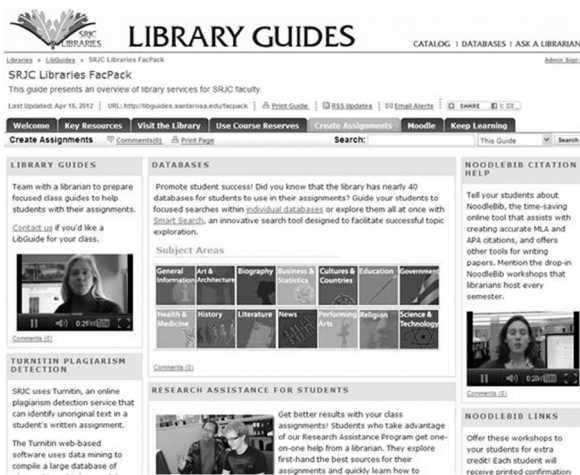 SRJC
LIBRARIES
LIBRARY GUIDES
CATALOG | DATABASES | ASK A LIBRARIAN
Libraries » LibGuides » SRJC Libraries FacPack
Admin Sign
SRJC Libraries FacPack
This guide presents an overview of library services for SRJC faculty.
Last Updated: Apr 15, 2012 | URL: http://libguides.santarosa.edu/facpack | Print Guide | RSS Updates | Email Alerts | SHARE
Welcome Key Resources Visit the Library Use Course Reserves Create Assignments Moodle Keep Learning
Create Assignments Comments(0) Print Page Search: This Guide Search
LIBRARY GUIDES
Team with a librarian to prepare
focused class guides to help
students with their assignments.
Contact us if you'd like a
LibGuide for your class.
Comments (0)
TURNITIN PLAGIARISM
DETECTION
SRJC uses Turnitin, an online
plagiarism detection service that
can identify unoriginal text in a
student's written assignment.
The Turnitin web-based
software uses data mining to
compile a large database of
DATABASES
Promote student success! Did you know that the library has nearly 40
databases for students to use in their assignments? Guide your students to
focused searches within individual databases or explore them all at once with
Smart Search, an innovative search tool designed to facilitate successful topic
exploration.
Subject Areas
General Information
Art & Architecture
Biography
Business & Statistics
Cultures & Countries
Education
Government
Health & Medicine
History
Literature
News
Performing Arts
Religion
Science & Technology
Comments (0)
RESEARCH ASSISTANCE FOR STUDENTS
Get better results with your class
assignments! Students who take advantage
of our Research Assistance Program get one-
on-one help from a librarian. They explore
first-hand the best sources for their
assignments and quickly learn how to
NOODLEBIB CITATION
HELP
Tell your students about
NoodleBib, the time-saving
online tool that assists with
creating accurate MLA and
APA citations, and offers
other tools for writing
papers. Mention the drop-in
NoodleBib workshops that
librarians host every
semester.
Comments (0)
NOODLEBIB LINKS
Offer these workshops to
your students for extra
credit! Each student will
receive printed confirmation